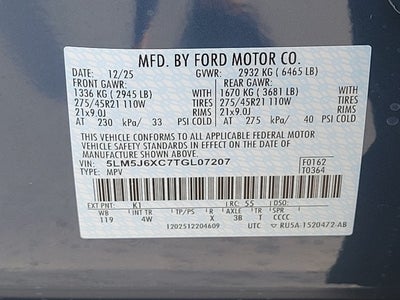 MFD. BY FORD MOTOR CO.
DATE: 12/25 GVWR: 2932 KG ( 6465 LB)
FRONT GAWR: REAR GAWR:
1336 KG ( 2945 LB) WITH 1670 KG ( 3681 LB) WITH
275/45R21 110W TIRES 275/45R21 110W TIRES
21x9.0J RIMS 21x9.0J RIMS
AT 230 kPa/ 33 PSI COLD AT 275 kPa/ 40 PSI COLD
THIS VEHICLE CONFORMS TO ALL APPLICABLE FEDERAL MOTOR
VEHICLE SAFETY STANDARDS IN EFFECT ON THE DATE OF
MANUFACTURE SHOWN ABOVE.
VIN: 5LM5J6XC7TGL07207 F0162
TYPE: MPV T0364
EXT PNT: K1 RC: 55 DSO:
WB INT TR TP/PS R AXLE TR SPR
119 4W X 3B T CCCC
1202512204609 UTC RU5A-1520472-AB